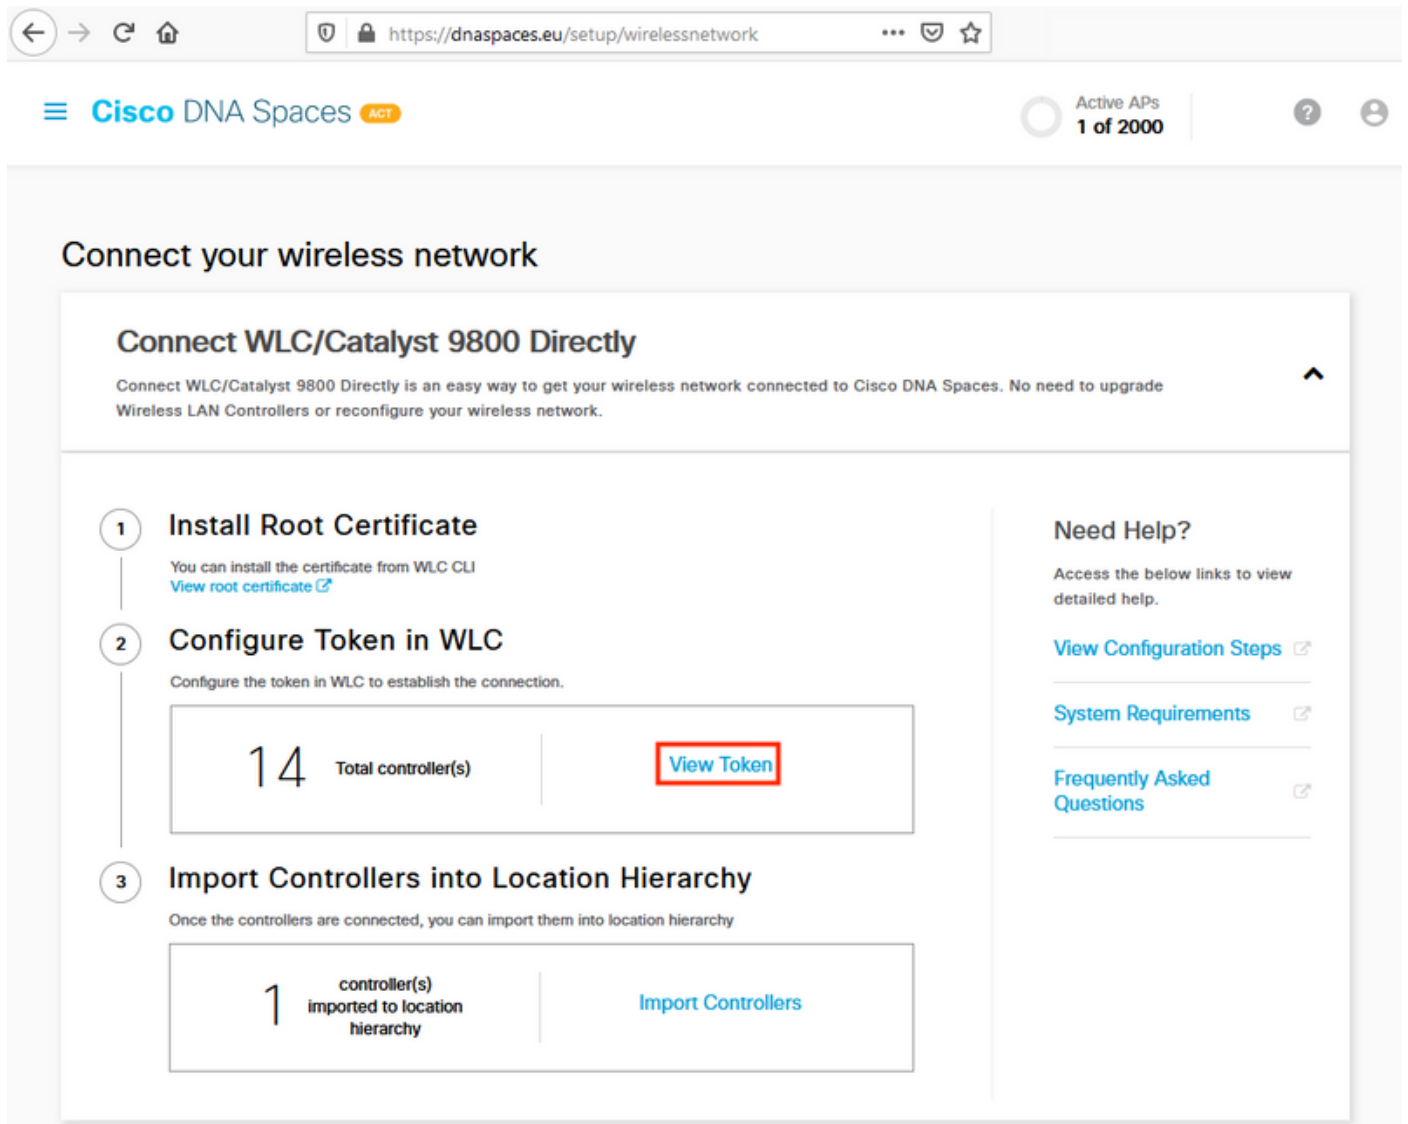 https://dnaspaces.eu/setup/wirelessnetwork
Cisco DNA Spaces ACT
Active APs
1 of 2000
?
Connect your wireless network
Connect WLC/Catalyst 9800 Directly
Connect WLC/Catalyst 9800 Directly is an easy way to get your wireless network connected to Cisco DNA Spaces. No need to upgrade
Wireless LAN Controllers or reconfigure your wireless network.
1 Install Root Certificate
You can install the certificate from WLC CLI
View root certificate
2 Configure Token in WLC
Configure the token in WLC to establish the connection.
14 Total controller(s)
View Token
3 Import Controllers into Location Hierarchy
Once the controllers are connected, you can import them into location hierarchy
1 controller(s)
imported to location
hierarchy
Import Controllers
Need Help?
Access the below links to view
detailed help.
View Configuration Steps
System Requirements
Frequently Asked
Questions